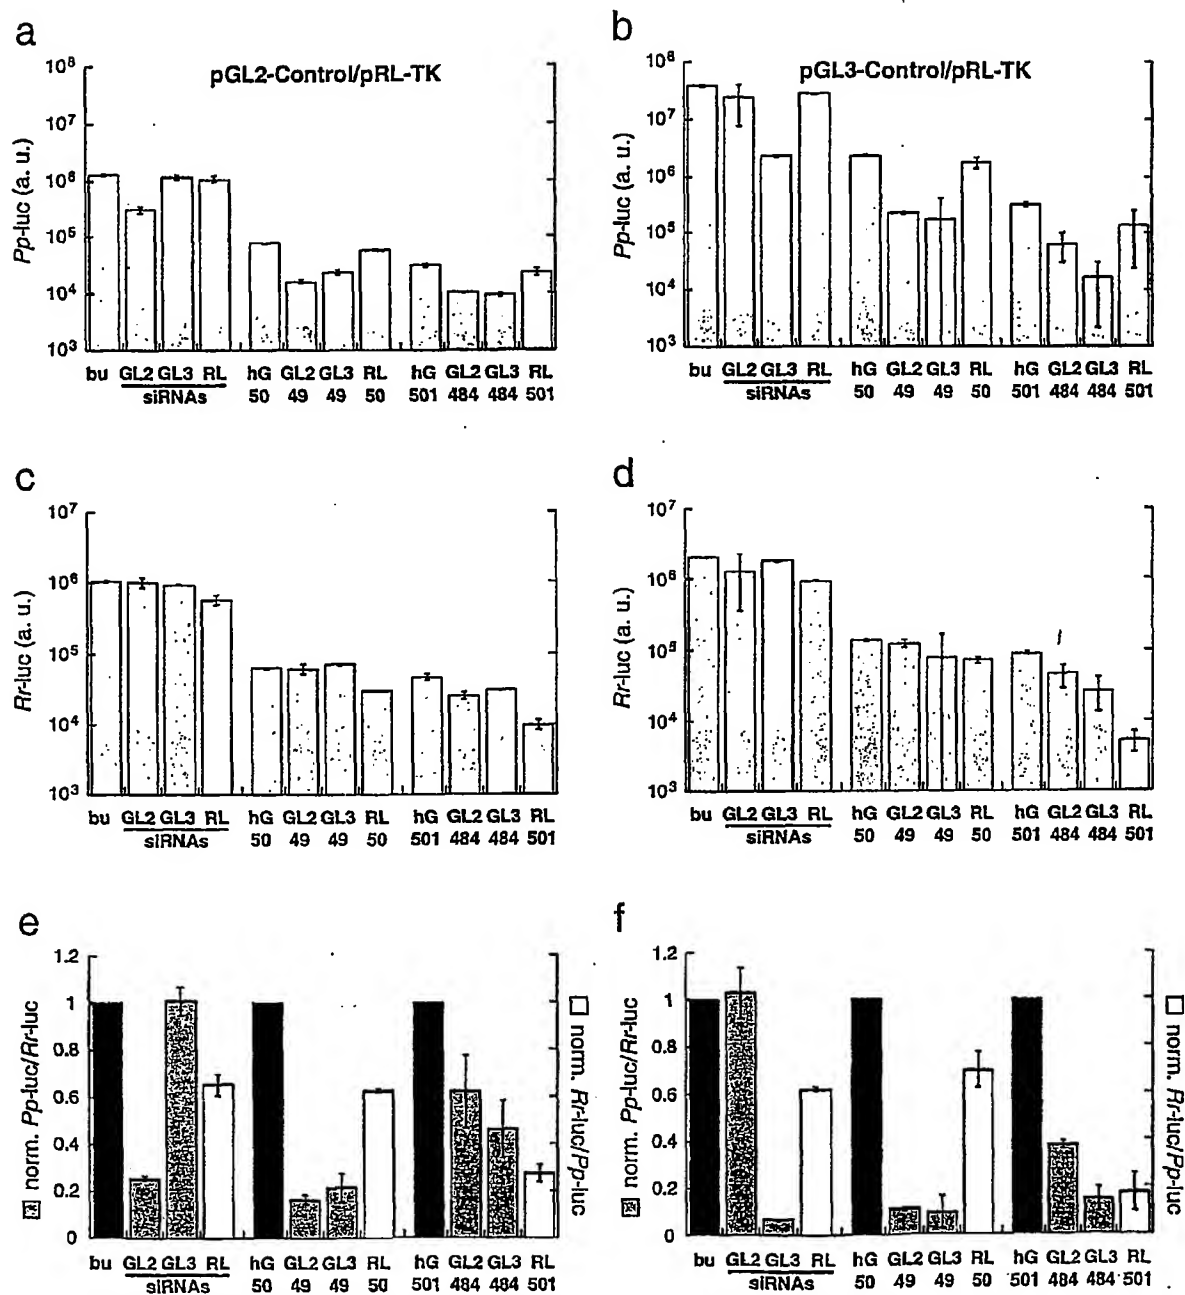 a
pGL2-Control/pRL-TK
Pp-luc (a. u.)
10⁸
10⁷
10⁶
10⁵
10⁴
10³
bu GL2 GL3 RL hG GL2 GL3 RL hG GL2 GL3 RL
siRNAs 50 49 49 50 501 484 484 501
b
pGL3-Control/pRL-TK
Pp-luc (a. u.)
10⁸
10⁷
10⁶
10⁵
10⁴
10³
bu GL2 GL3 RL hG GL2 GL3 RL hG GL2 GL3 RL
siRNAs 50 49 49 50 501 484 484 501
c
Rr-luc (a. u.)
10⁷
10⁶
10⁵
10⁴
10³
bu GL2 GL3 RL hG GL2 GL3 RL hG GL2 GL3 RL
siRNAs 50 49 49 50 501 484 484 501
d
Rr-luc (a. u.)
10⁷
10⁶
10⁵
10⁴
10³
bu GL2 GL3 RL hG GL2 GL3 RL hG GL2 GL3 RL
siRNAs 50 49 49 50 501 484 484 501
e
norm. Pp-luc/Rr-luc
1.2
1
0.8
0.6
0.4
0.2
0
norm. Rr-luc/Pp-luc
bu GL2 GL3 RL hG GL2 GL3 RL hG GL2 GL3 RL
siRNAs 50 49 49 50 501 484 484 501
f
norm. Pp-luc/Rr-luc
1.2
1
0.8
0.6
0.4
0.2
0
norm. Rr-luc/Pp-luc
bu GL2 GL3 RL hG GL2 GL3 RL hG GL2 GL3 RL
siRNAs 50 49 49 50 501 484 484 501